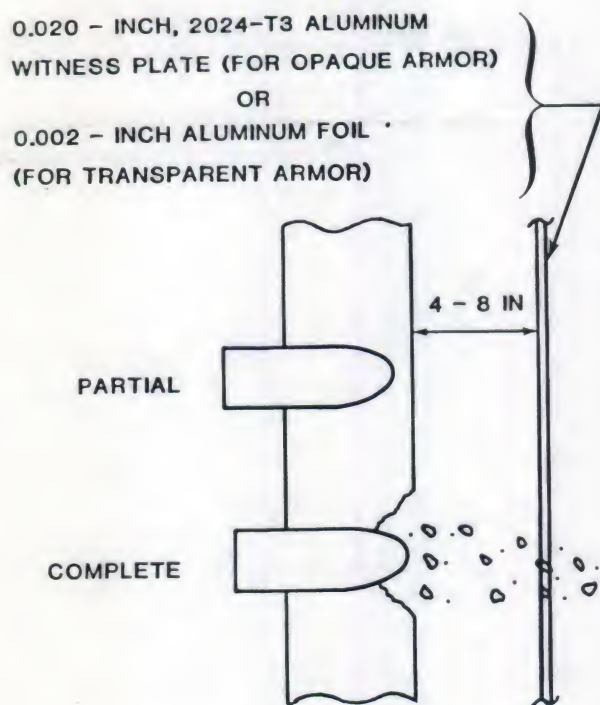 0.020 - INCH, 2024-T3 ALUMINUM
WITNESS PLATE (FOR OPAQUE ARMOR)
OR
0.002 - INCH ALUMINUM FOIL
(FOR TRANSPARENT ARMOR)
4 - 8 IN
PARTIAL
COMPLETE